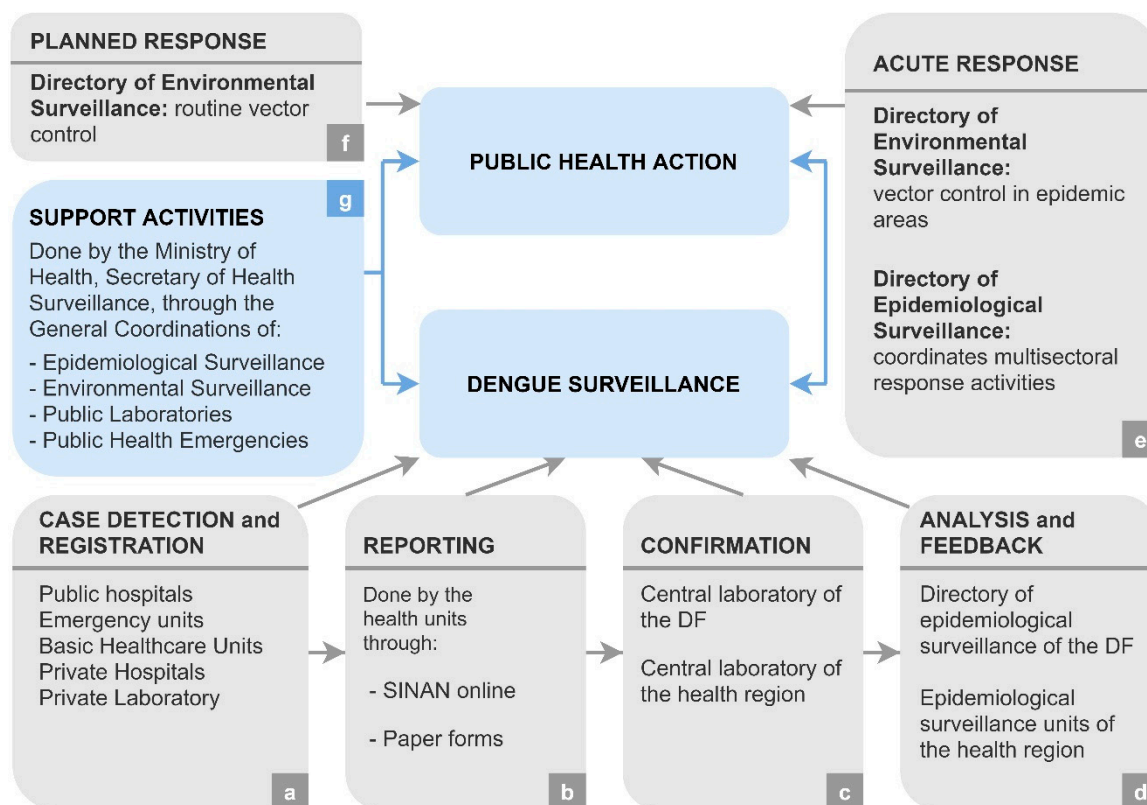 PLANNED RESPONSE
Directory of Environmental
Surveillance: routine vector
control
f
g
SUPPORT ACTIVITIES
Done by the Ministry of
Health, Secretary of Health
Surveillance, through the
General Coordinations of:
- Epidemiological Surveillance
- Environmental Surveillance
- Public Laboratories
- Public Health Emergencies
PUBLIC HEALTH ACTION
DENGUE SURVEILLANCE
ACUTE RESPONSE
Directory of
Environmental
Surveillance:
vector control in epidemic
areas
Directory of
Epidemiological
Surveillance:
coordinates multisectoral
response activities
e
CASE DETECTION and
REGISTRATION
Public hospitals
Emergency units
Basic Healthcare Units
Private Hospitals
Private Laboratory
a
REPORTING
Done by the
health units
through:
- SINAN online
- Paper forms
b
CONFIRMATION
Central laboratory of
the DF
Central laboratory of
the health region
c
ANALYSIS and
FEEDBACK
Directory of
epidemiological
surveillance of the DF
Epidemiological
surveillance units of
the health region
d